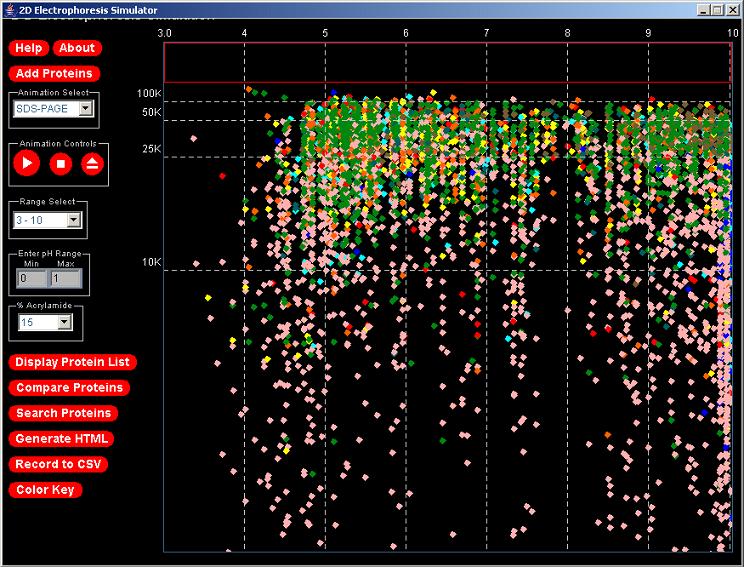 2D Electrophoresis Simulator
Help About
Add Proteins
Animation Select
SDS-PAGE
Animation Controls
Range Select
3 - 10
Enter pH Range
Min Max
0 1
% Acrylamide
15
Display Protein List
Compare Proteins
Search Proteins
Generate HTML
Record to CSV
Color Key
3.0 4 5 6 7 8 9 10
100K
50K
25K
10K